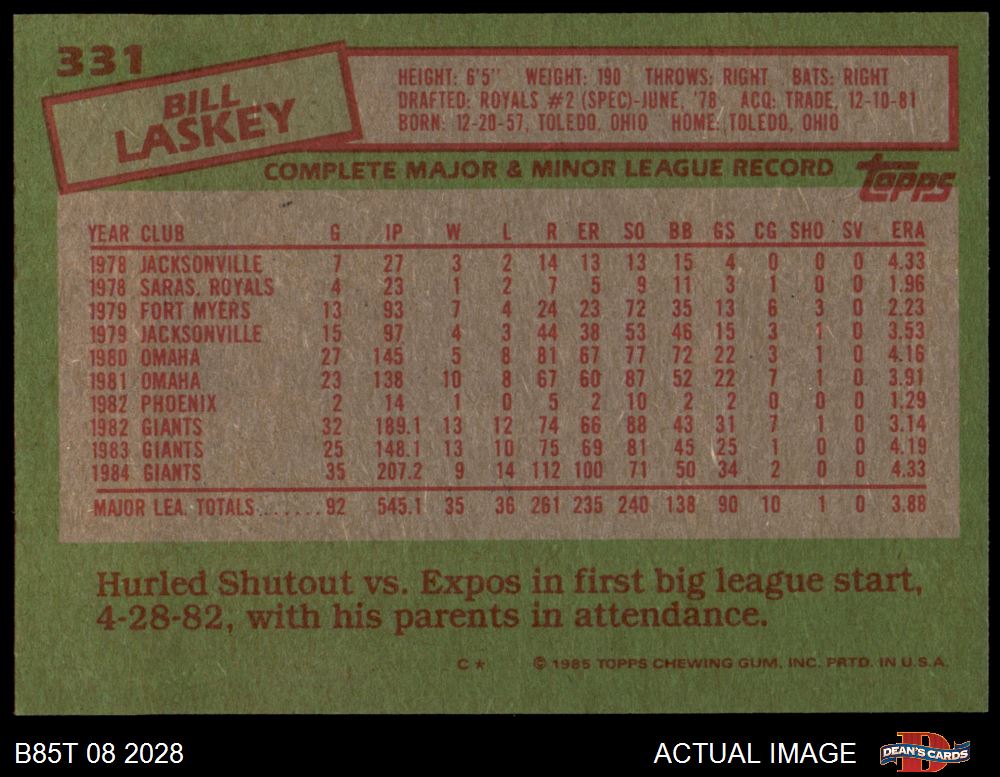 331
BILL
LASKEY
HEIGHT: 6'5" WEIGHT: 190 THROWS: RIGHT BATS: RIGHT
DRAFTED: ROYALS #2 (SPEC)-JUNE, '78 ACQ: TRADE, 12-10-81
BORN: 12-20-57, TOLEDO, OHIO HOME: TOLEDO, OHIO
COMPLETE MAJOR & MINOR LEAGUE RECORD
Topps
YEAR CLUB G IP W L R ER SO BB GS CG SHO SV ERA
1978 JACKSONVILLE 7 27 3 2 14 13 13 15 4 0 0 0 4.33
1978 SARAS. ROYALS 4 23 1 2 7 5 9 11 3 1 0 0 1.96
1979 FORT MYERS 13 93 7 4 24 23 72 35 13 6 3 0 2.23
1979 JACKSONVILLE 15 97 4 3 44 38 53 46 15 3 1 0 3.53
1980 OMAHA 27 145 5 8 81 67 77 72 22 3 1 0 4.16
1981 OMAHA 23 138 10 8 67 60 87 52 22 7 1 0 3.91
1982 PHOENIX 2 14 1 0 5 2 10 2 2 0 0 0 1.29
1982 GIANTS 32 189.1 13 12 74 66 88 43 31 7 1 0 3.14
1983 GIANTS 25 148.1 13 10 75 69 81 45 25 1 0 0 4.19
1984 GIANTS 35 207.2 9 14 112 100 71 50 34 2 0 0 4.33
MAJOR LEA. TOTALS.......92 545.1 35 36 261 235 240 138 90 10 1 0 3.88
Hurled Shutout vs. Expos in first big league start,
4-28-82, with his parents in attendance.
C★ © 1985 TOPPS CHEWING GUM, INC. PRTD. IN U.S.A.
B85T 08 2028 ACTUAL IMAGE DEAN'S CARDS